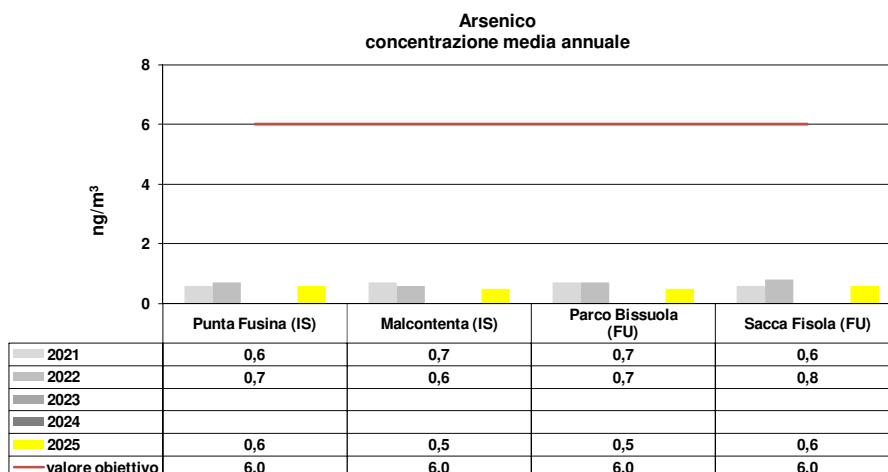 Arsenico
concentrazione media annuale
8
6
4
2
0
ng/m³
Punta Fusina (IS) Malcontenta (IS) Parco Bissuola (FU) Sacca Fisola (FU)
2021 0,6 0,7 0,7 0,6
2022 0,7 0,6 0,7 0,8
2023
2024
2025 0,6 0,5 0,5 0,6
valore obiettivo 6,0 6,0 6,0 6,0